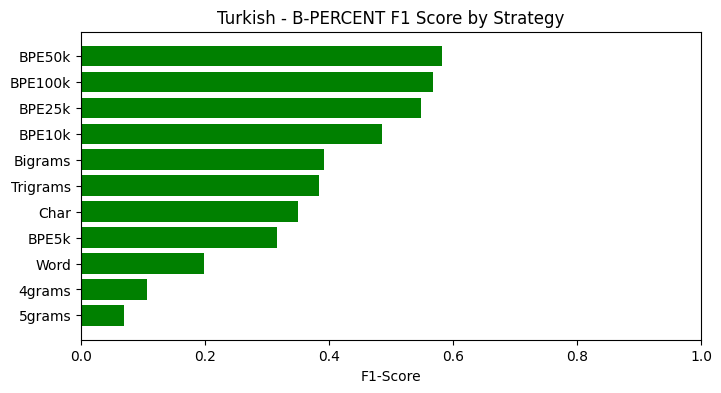 Turkish - B-PERCENT F1 Score by Strategy
BPE50k
BPE100k
BPE25k
BPE10k
Bigrams
Trigrams
Char
BPE5k
Word
4grams
5grams
0.0 0.2 0.4 0.6 0.8 1.0
F1-Score